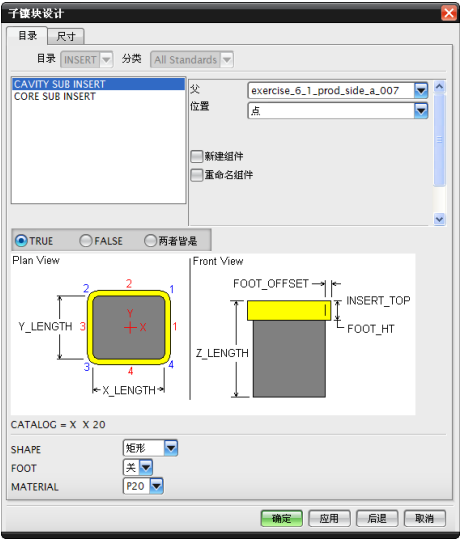 子镶块设计
目录 尺寸
目录 INSERT 分类 All Standards
CAVITY SUB INSERT
CORE SUB INSERT
父 exercise_6_1_prod_side_a_007
位置 点
新建组件
重命名组件
TRUE FALSE 两者皆是
Plan View
2 2 1
Y
Y_LENGTH 3 X 1
3 4 4
X_LENGTH
Front View
FOOT_OFFSET
INSERT_TOP
FOOT_HT
Z_LENGTH
CATALOG = X X 20
SHAPE 矩形
FOOT 关
MATERIAL P20
确定 应用 后退 取消